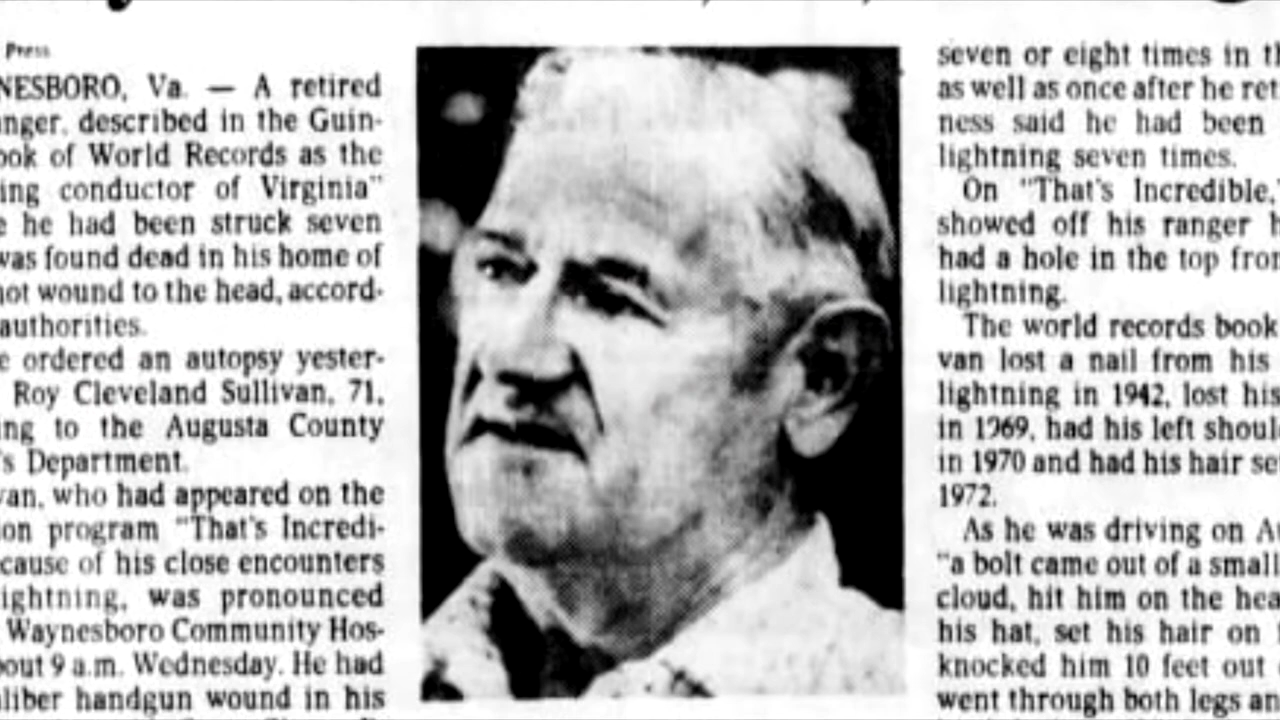 Press
NESBORO, Va. — A retired
anger, described in the Guin-
ook of World Records as the
ing conductor of Virginia"
e he had been struck seven
was found dead in his home of
hot wound to the head, accord-
authorities.
e ordered an autopsy yester-
Roy Cleveland Sullivan, 71,
ing to the Augusta County
's Department.
van, who had appeared on the
ion program "That's Incredi-
cause of his close encounters
ightning, was pronounced
Waynesboro Community Hos-
bout 9 a.m. Wednesday. He had
aliber handgun wound in his
seven or eight times in th
as well as once after he ret
ness said he had been
lightning seven times.
On "That's Incredible,"
showed off his ranger h
had a hole in the top from
lightning.
The world records book
van lost a nail from his
lightning in 1942, lost his
in 1969, had his left should
in 1970 and had his hair se
1972.
As he was driving on Au
"a bolt came out of a small
cloud, hit him on the hea
his hat, set his hair on
knocked him 10 feet out
went through both legs an